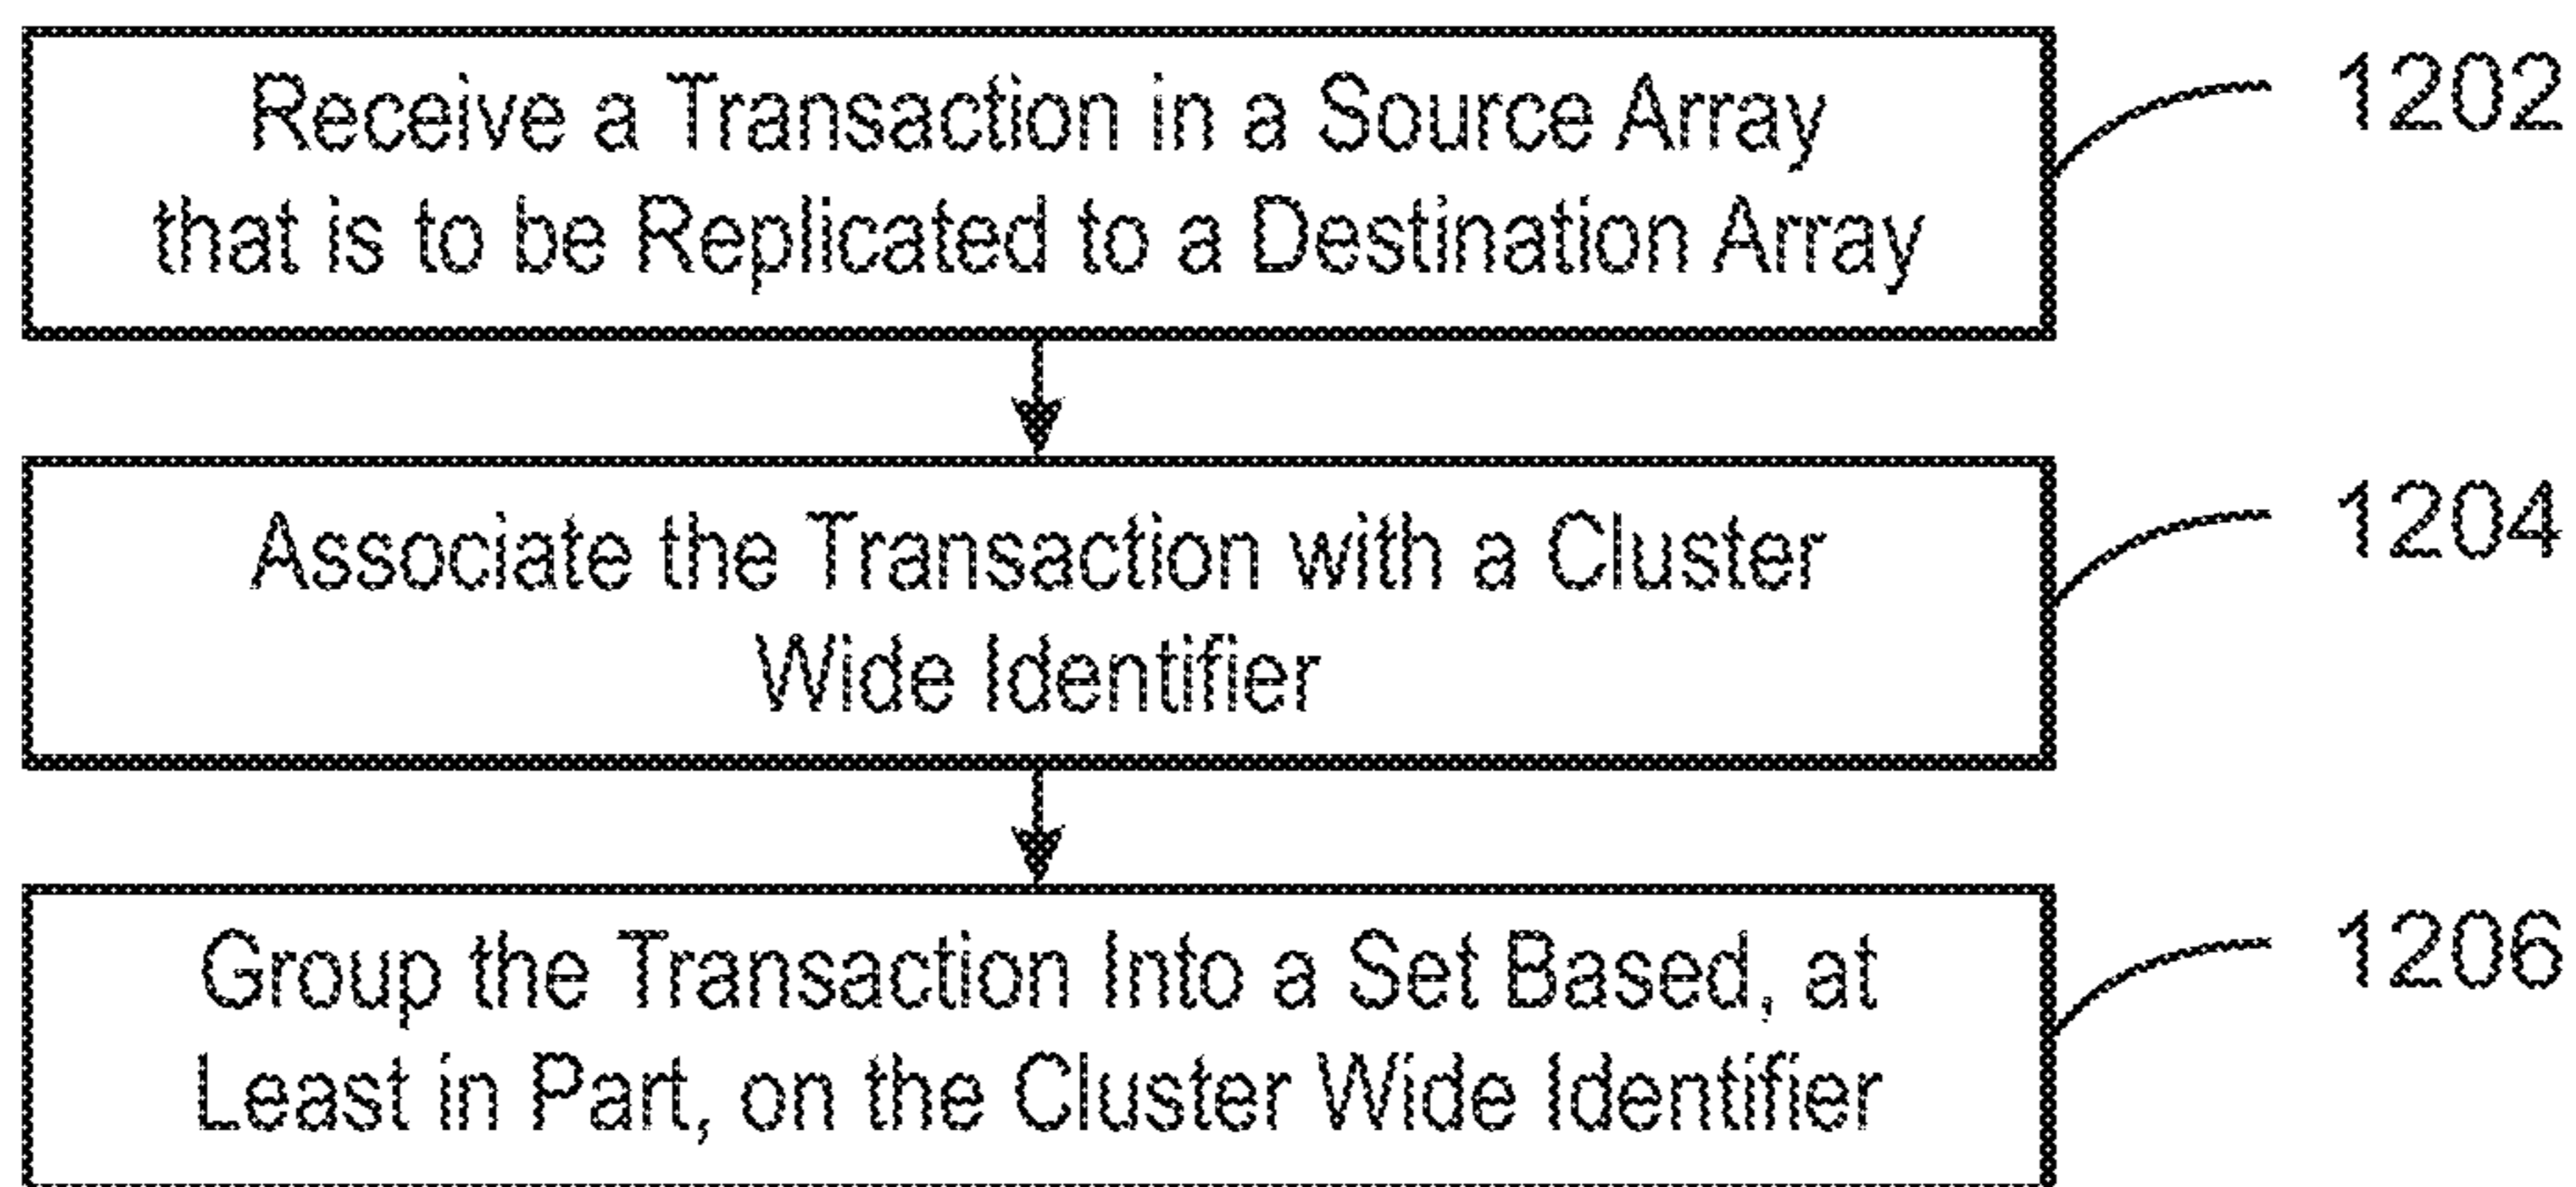 Receive a Transaction in a Source Array
that is to be Replicated to a Destination Array
1202
Associate the Transaction with a Cluster
Wide Identifier
1204
Group the Transaction Into a Set Based, at
Least in Part, on the Cluster Wide Identifier
1206